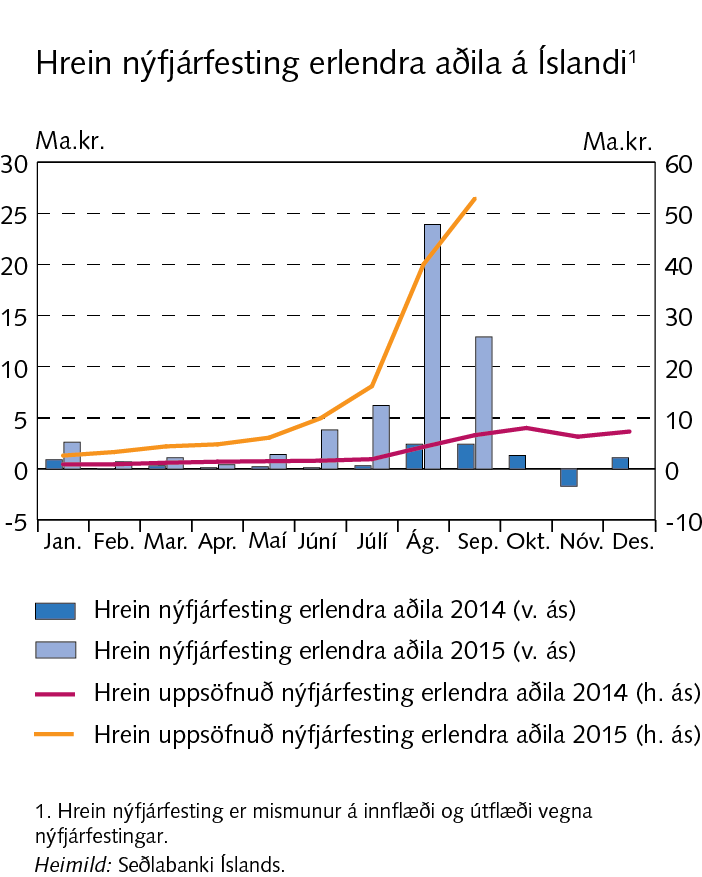 Hrein nýfjárfesting erlendra aðila á Íslandi¹
Ma.kr. Ma.kr.
30 60
25 50
20 40
15 30
10 20
5 10
0 0
-5 -10
Jan. Feb. Mar. Apr. Maí Júní Júlí Ág. Sep. Okt. Nóv. Des.
Hrein nýfjárfesting erlendra aðila 2014 (v. ás)
Hrein nýfjárfesting erlendra aðila 2015 (v. ás)
Hrein uppsöfnuð nýfjárfesting erlendra aðila 2014 (h. ás)
Hrein uppsöfnuð nýfjárfesting erlendra aðila 2015 (h. ás)
1. Hrein nýfjárfesting er mismunur á innflæði og útflæði vegna
nýfjárfestingar.
Heimild: Seðlabanki Íslands.